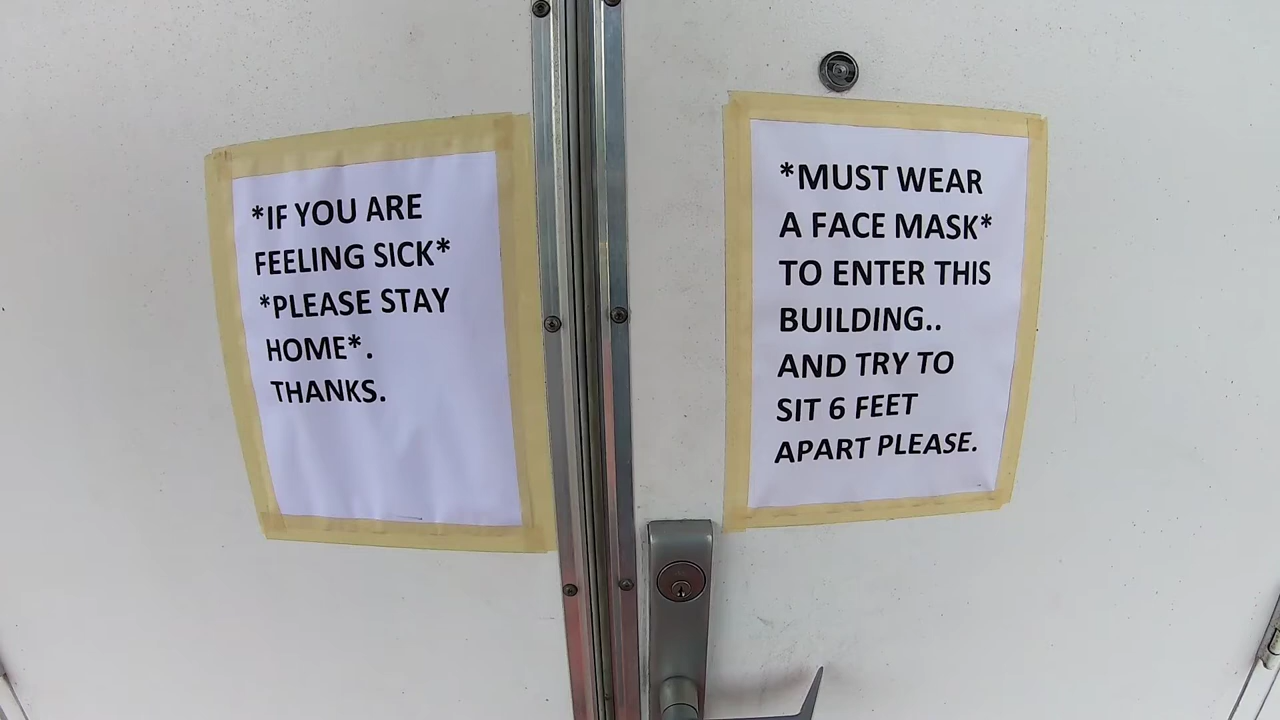 *IF YOU ARE
FEELING SICK*
*PLEASE STAY
HOME*.
THANKS.
*MUST WEAR
A FACE MASK*
TO ENTER THIS
BUILDING..
AND TRY TO
SIT 6 FEET
APART PLEASE.